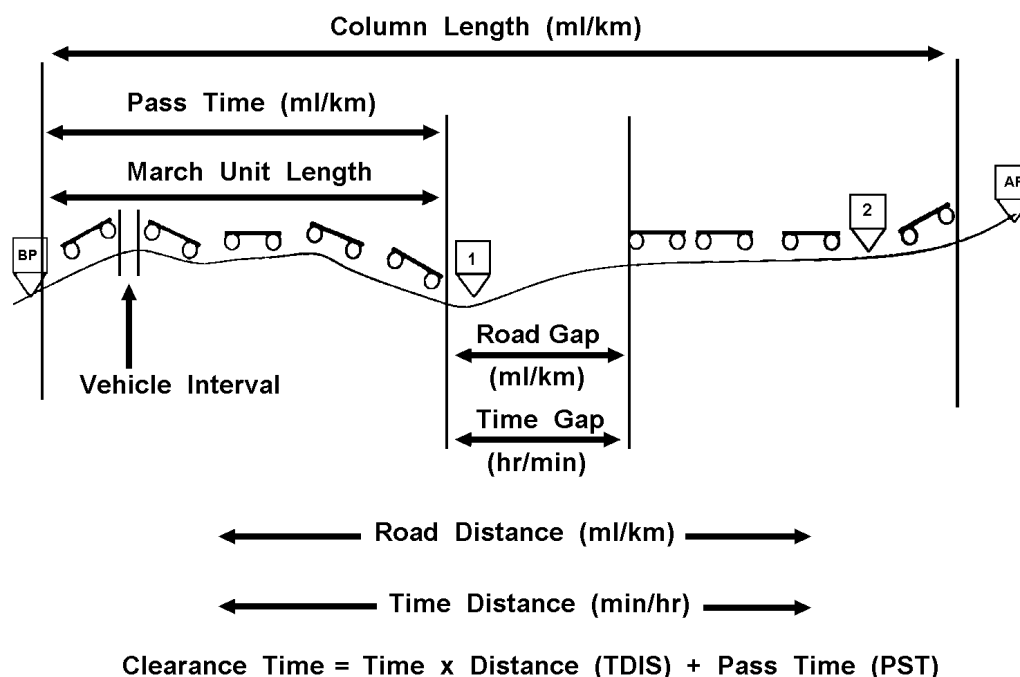 Column Length (ml/km)
Pass Time (ml/km)
March Unit Length
BP
1
2
Road Gap
(ml/km)
Vehicle Interval
Time Gap
(hr/min)
Road Distance (ml/km)
Time Distance (min/hr)
Clearance Time = Time x Distance (TDIS) + Pass Time (PST)